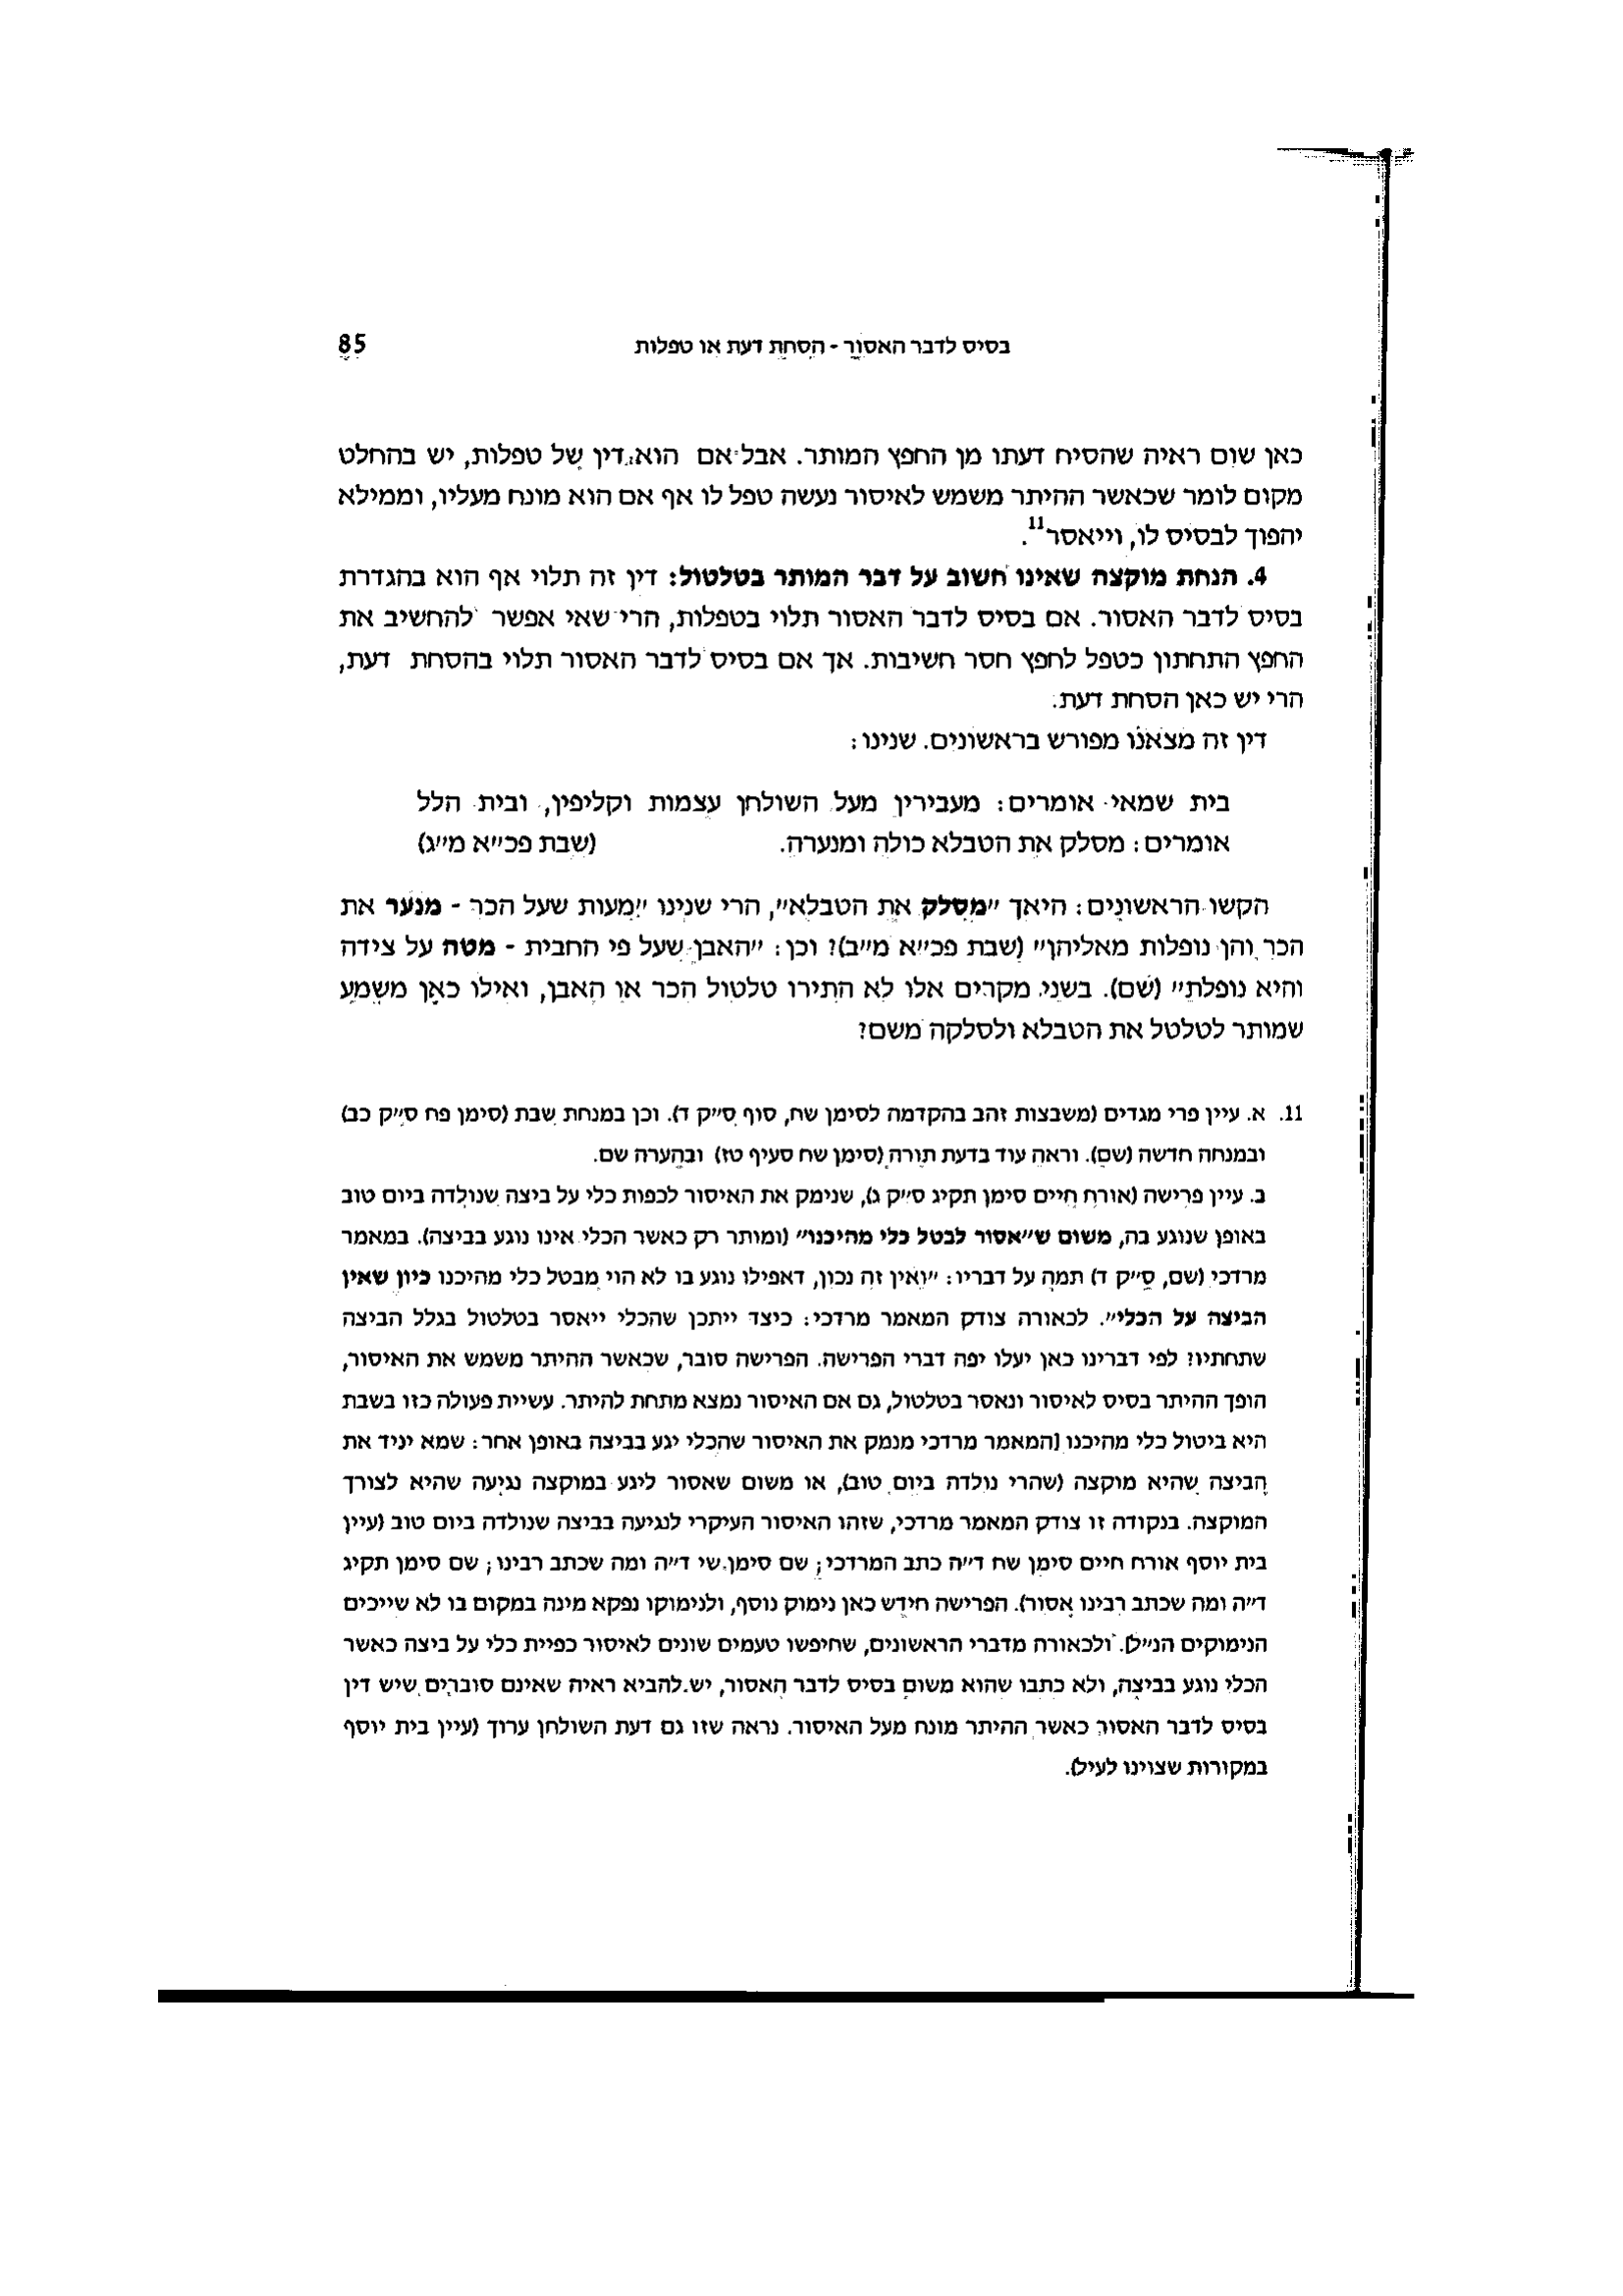 בסיס לדבר האסור - הסחת דעת או טפלות 85
כאן שום ראיה שהסיח דעתו מן החפץ המותר. אבל אם הוא דין של טפלות, יש בהחלט
מקום לומר שכאשר ההיתר משמש לאיסור נעשה טפל לו אף אם הוא מונח מעליו, וממילא
יהפוך לבסיס לו, וייאסר11.
4. הנחת מוקצה שאינו חשוב על דבר המותר בטלטול: דין זה תלוי אף הוא בהגדרת
בסיס לדבר האסור. אם בסיס לדבר האסור תלוי בטפלות, הרי שאי אפשר להחשיב את
החפץ התחתון כטפל לחפץ חסר חשיבות. אך אם בסיס לדבר האסור תלוי בהסחת דעת,
הרי יש כאן הסחת דעת.
דין זה מצאנו מפורש בראשונים. שנינו:
בית שמאי אומרים: מעבירין מעל השולחן עצמות וקליפין, ובית הלל
אומרים: מסלק את הטבלא כולה ומנערה. (שבת פכ״א מ״ג)
הקשו הראשונים: היאך ״מסלק את הטבלא״, הרי שנינו ״מעות שעל הכר - מנער את
הכר והן נופלות מאליהן״ (שבת פכ״א מ״ב)? וכן: ״האבן שעל פי החבית - מטה על צידה
והיא נופלת״ (שם). בשני מקרים אלו לא התירו טלטול הכר או האבן, ואילו כאן משמע
שמותר לטלטל את הטבלא ולסלקה משם?
11. א. עיין פרי מגדים (משבצות זהב בהקדמה לסימן שח, סוף ס״ק ד). וכן במנחת שבת (סימן פח ס״ק כב)
ובמנחה חדשה (שם). וראה עוד בדעת תורה (סימן שח סעיף טז) ובהערה שם.
ב. עיין פרישה (אורח חיים סימן תקיג ס״ק ג), שנימק את האיסור לכפות כלי על ביצה שנולדה ביום טוב
באופן שנוגע בה, משום ש״אסור לבטל כלי מהיכנו״ (ומותר רק כאשר הכלי אינו נוגע בביצה). במאמר
מרדכי (שם, ס״ק ד) תמה על דבריו: ״ואין זה נכון, דאפילו נוגע בו לא הוי מבטל כלי מהיכנו כיון שאין
הביצה על הכלי״. לכאורה צודק המאמר מרדכי: כיצד ייתכן שהכלי ייאסר בטלטול בגלל הביצה
שתחתיו? לפי דברינו כאן יעלו יפה דברי הפרישה. הפרישה סובר, שכאשר ההיתר משמש את האיסור,
הופך ההיתר בסיס לאיסור ונאסר בטלטול, גם אם האיסור נמצא מתחת להיתר. עשיית פעולה כזו בשבת
היא ביטול כלי מהיכנו [המאמר מרדכי מנמק את האיסור שהכלי יגע בביצה באופן אחר: שמא יניד את
הביצה שהיא מוקצה (שהרי נולדה ביום טוב), או משום שאסור ליגע במוקצה נגיעה שהיא לצורך
המוקצה. בנקודה זו צודק המאמר מרדכי, שזהו האיסור העיקרי לנגיעה בביצה שנולדה ביום טוב (עיין
בית יוסף אורח חיים סימן שח ד״ה כתב המרדכי; שם סימן שי ד״ה ומה שכתב רבינו; שם סימן תקיג
ד״ה ומה שכתב רבינו אסור). הפרישה חידש כאן נימוק נוסף, ולנימוקו נפקא מינה במקום בו לא שייכים
הנימוקים הנ״ל]. ולכאורה מדברי הראשונים, שחיפשו טעמים שונים לאיסור כפיית כלי על ביצה כאשר
הכלי נוגע בביצה, ולא כתבו שהוא משום בסיס לדבר האסור, יש להביא ראיה שאינם סוברים שיש דין
בסיס לדבר האסור כאשר ההיתר מונח מעל האיסור. נראה שזו גם דעת השולחן ערוך (עיין בית יוסף
במקורות שצוינו לעיל).